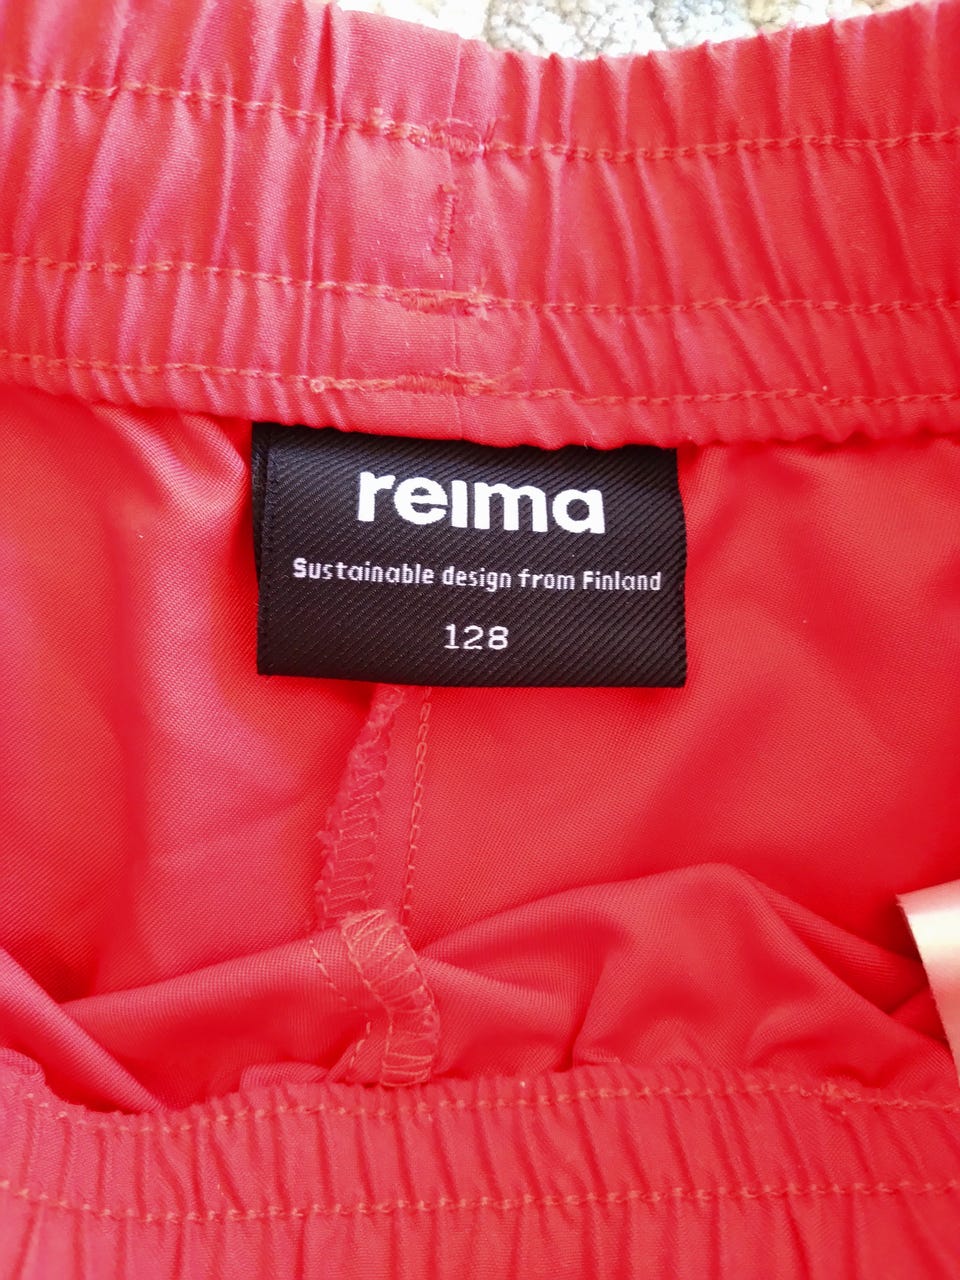 reima
Sustainable design from Finland
128